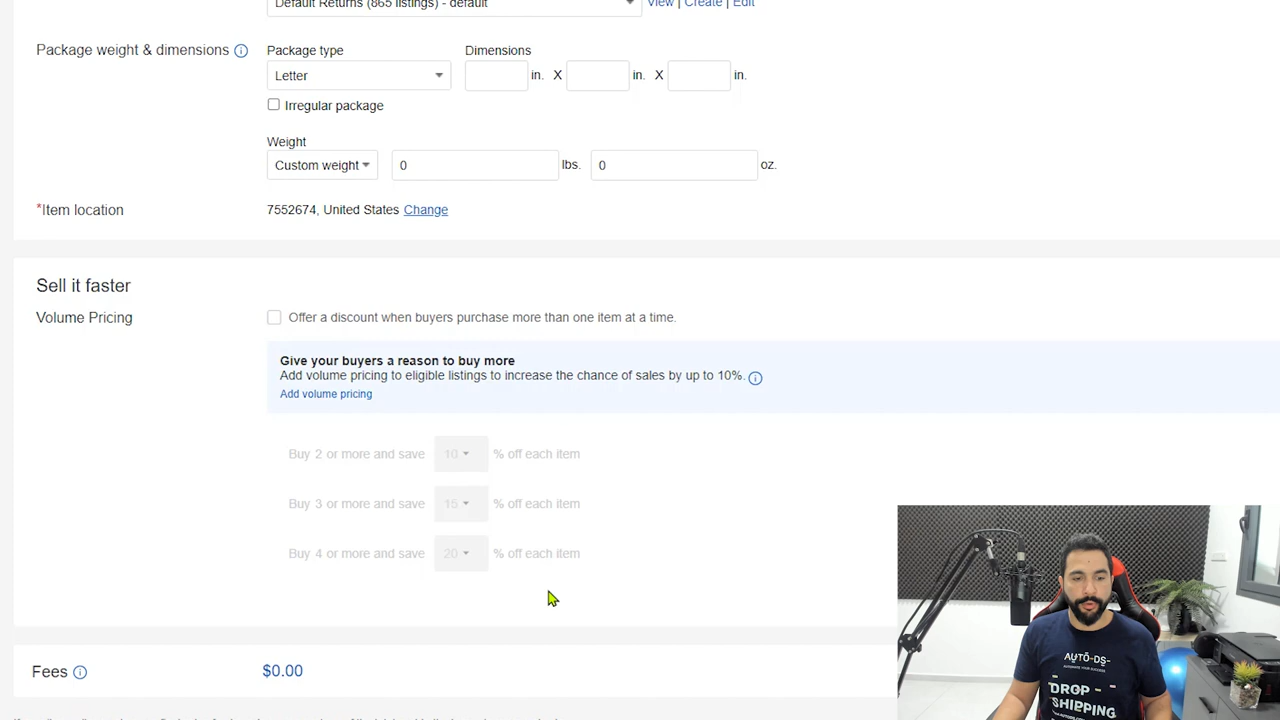 Default Returns (865 listings) - default View | Create | Edit
Package weight & dimensions Package type Dimensions
Letter in. X in. X in.
Irregular package
Weight
Custom weight 0 lbs. 0 oz.
*Item location 7552674, United States Change
Sell it faster
Volume Pricing Offer a discount when buyers purchase more than one item at a time.
Give your buyers a reason to buy more
Add volume pricing to eligible listings to increase the chance of sales by up to 10%.
Add volume pricing
Buy 2 or more and save 10 % off each item
Buy 3 or more and save 15 % off each item
Buy 4 or more and save 20 % off each item
Fees $0.00
AUTO-DS-
AUTOMATE YOUR SUCCESS
DROP
SHIPPING